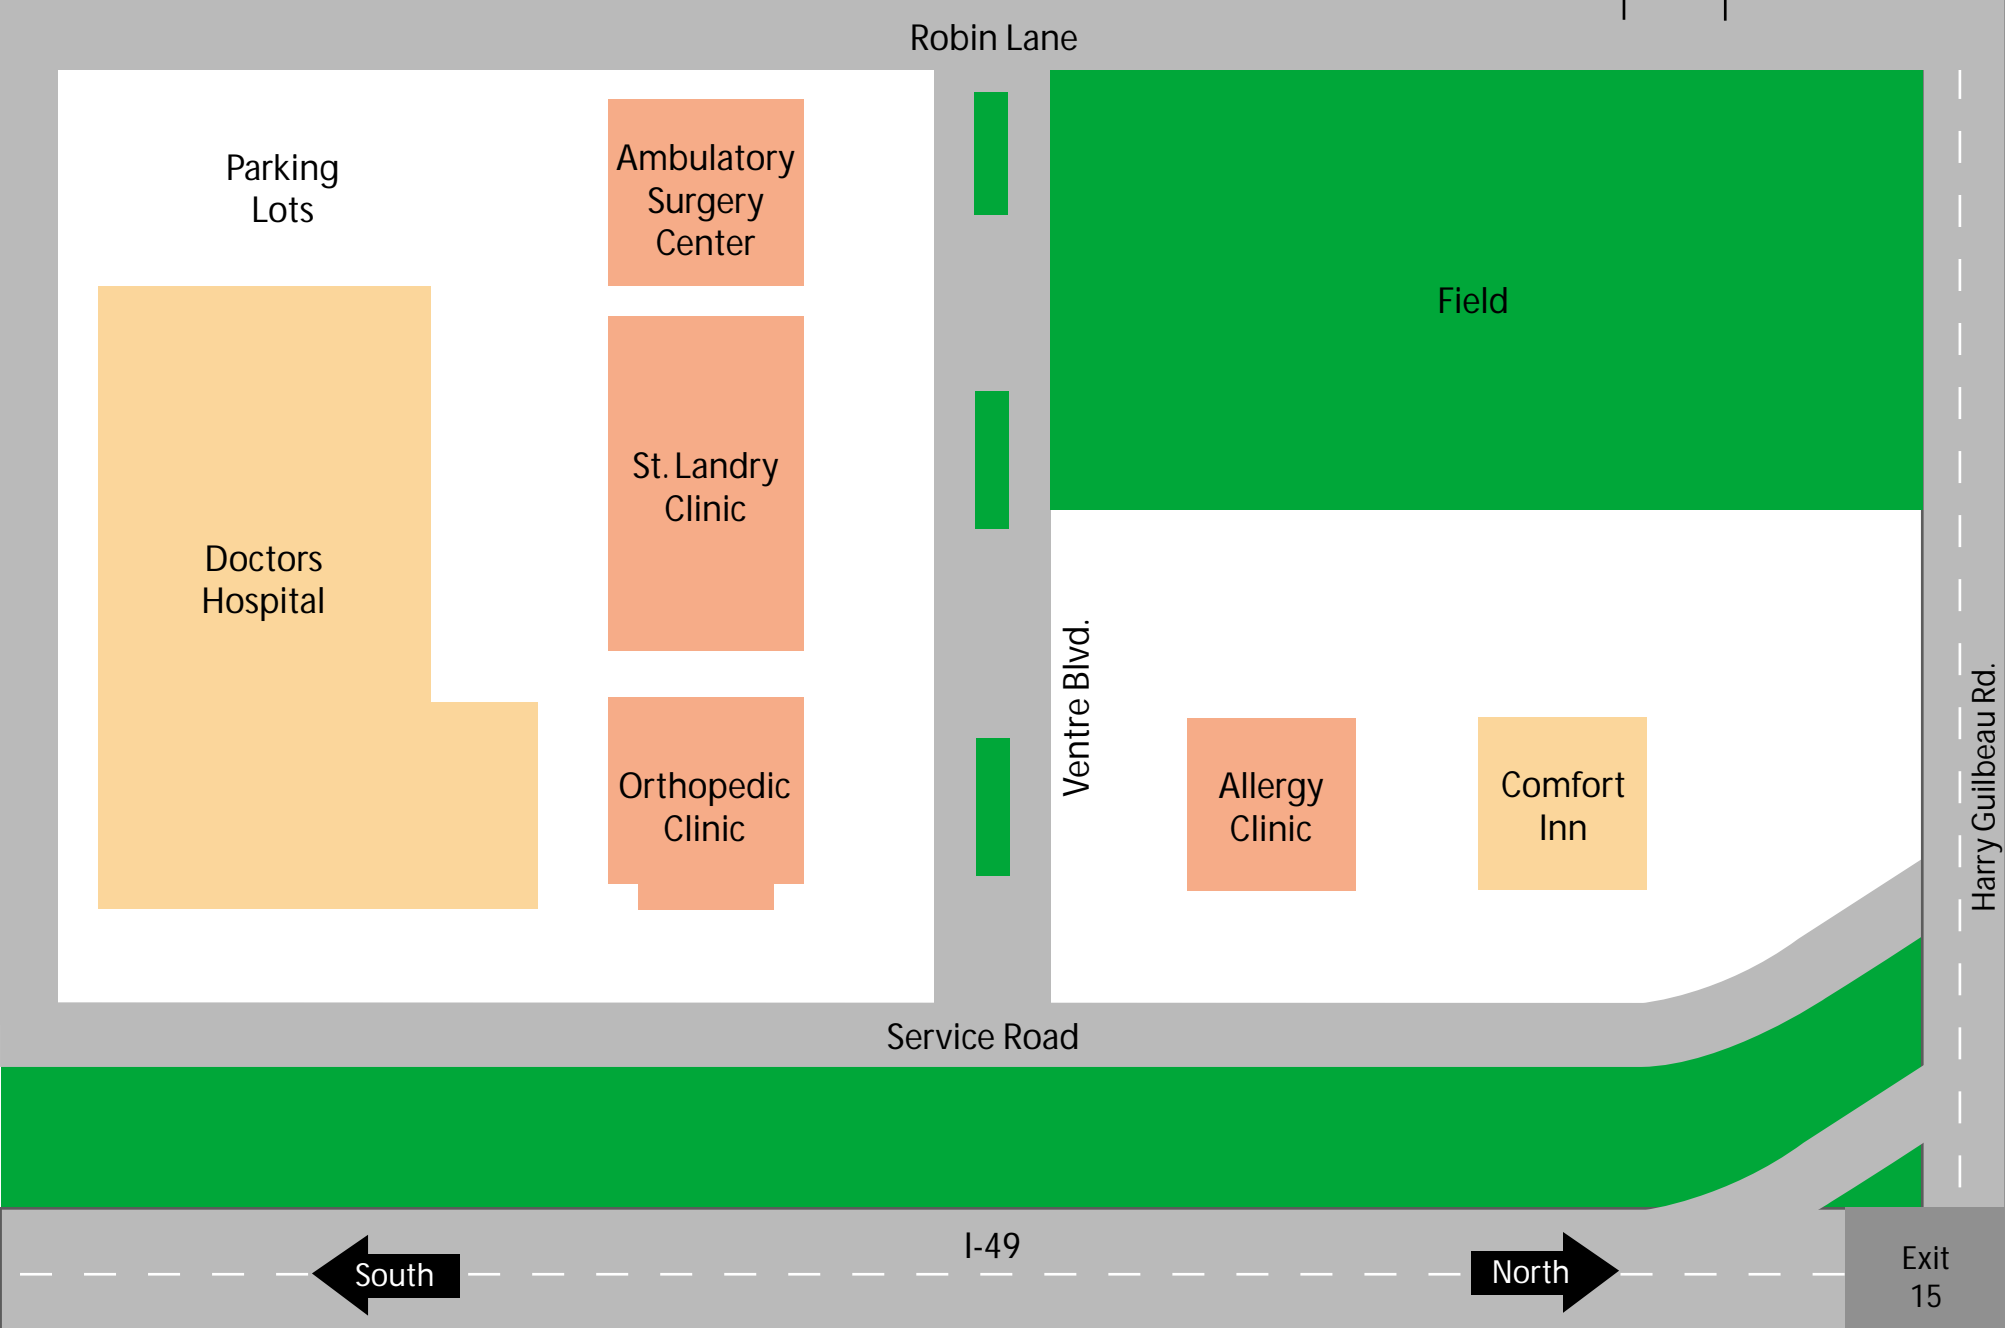 Robin Lane
Parking
Lots
Ambulatory
Surgery
Center
Field
St. Landry
Clinic
Doctors
Hospital
Ventre Blvd.
Harry Guilbeau Rd.
Orthopedic
Clinic
Allergy
Clinic
Comfort
Inn
Service Road
I-49
South
North
Exit
15